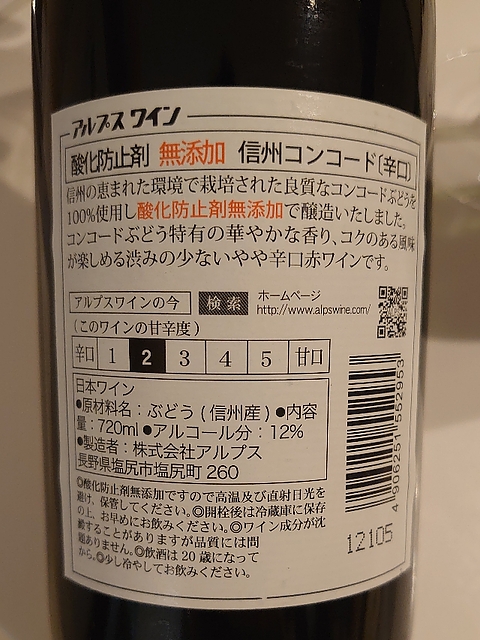 アルプス ワイン
酸化防止剤 無添加 信州コンコード〔辛口〕
信州の恵まれた環境で栽培された良質なコンコードぶどうを
100%使用し酸化防止剤無添加で醸造いたしました。
コンコードぶどう特有の華やかな香り、コクのある風味
が楽しめる渋みの少ないやや辛口赤ワインです。
アルプスワインの今 検索 ホームページ
http://www.alpswine.com/
(このワインの甘辛度)
辛口 1 2 3 4 5 甘口
日本ワイン
●原材料名：ぶどう(信州産)●内容
量：720ml ●アルコール分：12%
●製造者：株式会社アルプス
長野県塩尻市塩尻町 260
◎酸化防止剤無添加ですので高温及び直射日光を
避け、保管してください。◎開栓後は冷蔵庫に保存
の上、お早めにお飲みください。◎ワイン成分が沈
齢することがありますが品質には問
題ありません。◎飲酒は20歳になって
から。◎少し冷やしてお飲みください。
4 906251 552953
12105